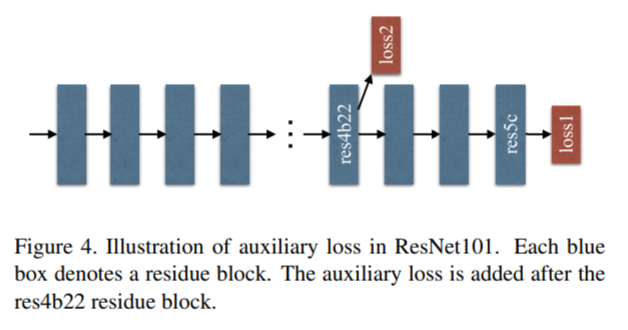 loss2
res4b22
res5c
loss1
Figure 4. Illustration of auxiliary loss in ResNet101. Each blue
box denotes a residue block. The auxiliary loss is added after the
res4b22 residue block.